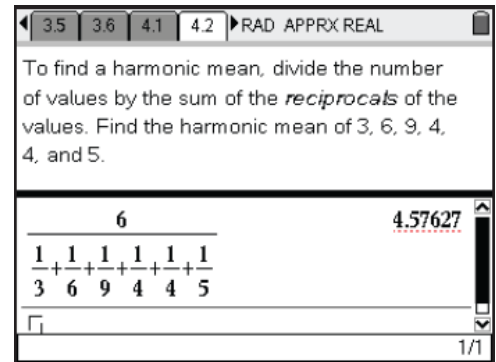 3.5 3.6 4.1 4.2 RAD APPRX REAL
To find a harmonic mean, divide the number
of values by the sum of the reciprocals of the
values. Find the harmonic mean of 3, 6, 9, 4,
4, and 5.
6 4.57627
1 1 1 1 1 1
+ + + + +
3 6 9 4 4 5
1/1